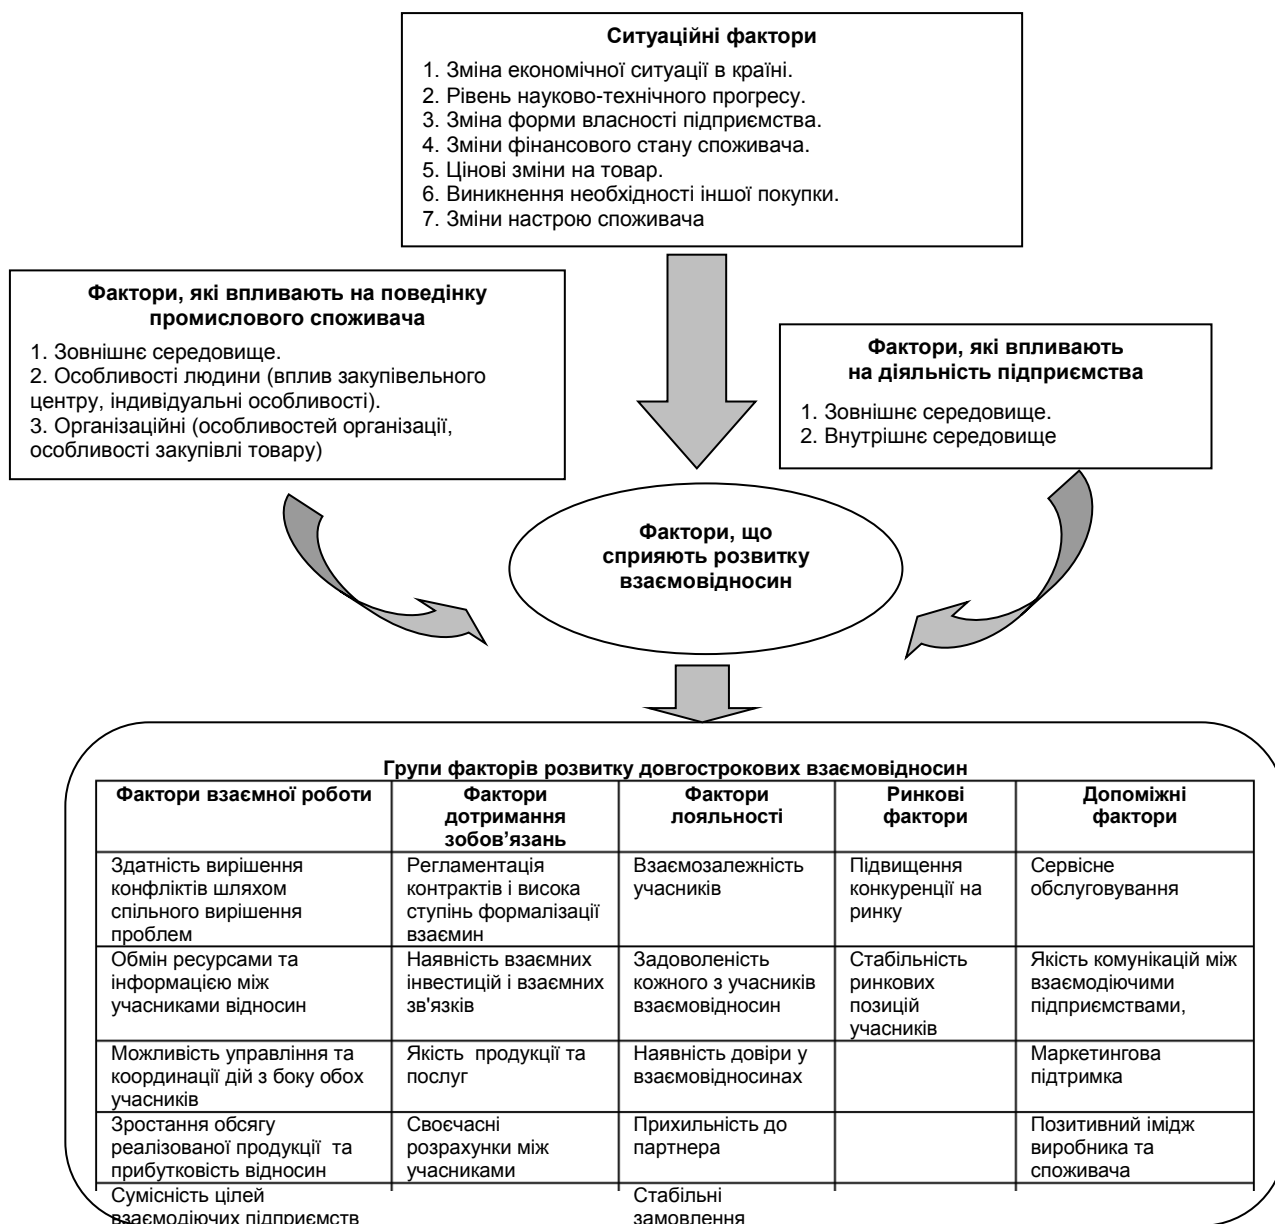 Ситуаційні фактори
1. Зміна економічної ситуації в країні.
2. Рівень науково-технічного прогресу.
3. Зміна форми власності підприємства.
4. Зміни фінансового стану споживача.
5. Цінові зміни на товар.
6. Виникнення необхідності іншої покупки.
7. Зміни настрою споживача
Фактори, які впливають на поведінку
промислового споживача
1. Зовнішнє середовище.
2. Особливості людини (вплив закупівельного
центру, індивідуальні особливості).
3. Організаційні (особливостей організації,
особливості закупівлі товару)
Фактори, які впливають
на діяльність підприємства
1. Зовнішнє середовище.
2. Внутрішнє середовище
Фактори, що
сприяють розвитку
взаємовідносин
Групи факторів розвитку довгострокових взаємовідносин
Фактори взаємної роботи
Фактори
дотримання
зобов’язань
Фактори
лояльності
Ринкові
фактори
Допоміжні
фактори
Здатність вирішення
конфліктів шляхом
спільного вирішення
проблем
Регламентація
контрактів і висока
ступінь формалізації
взаємин
Взаємозалежність
учасників
Підвищення
конкуренції на
ринку
Сервісне
обслуговування
Обмін ресурсами та
інформацією між
учасниками відносин
Наявність взаємних
інвестицій і взаємних
зв'язків
Задоволеність
кожного з учасників
взаємовідносин
Стабільність
ринкових
позицій
учасників
Якість комунікацій між
взаємодіючими
підприємствами,
Можливість управління та
координації дій з боку обох
учасників
Якість продукції та
послуг
Наявність довіри у
взаємовідносинах
Маркетингова
підтримка
Зростання обсягу
реалізованої продукції та
прибутковість відносин
Своєчасні
розрахунки між
учасниками
Прихильність до
партнера
Позитивний імідж
виробника та
споживача
Сумісність цілей
взаємодіючих підприємств
Стабільні
замовлення